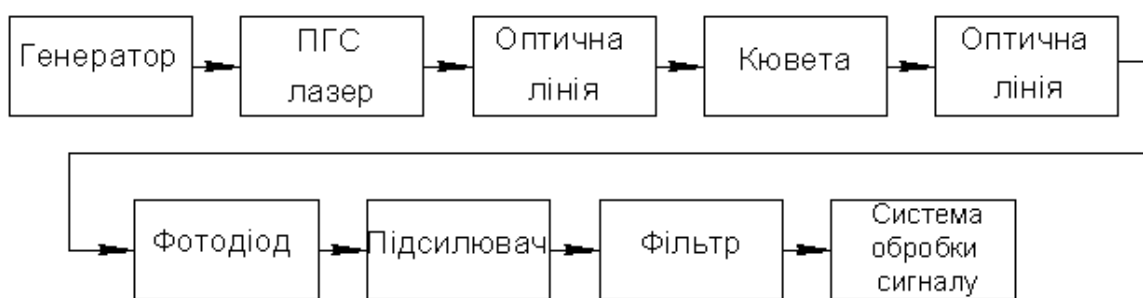 Генератор
ПГС
лазер
Оптична
лінія
Кювета
Оптична
лінія
Фотодіод
Підсилювач
Фільтр
Система
обробки
сигналу